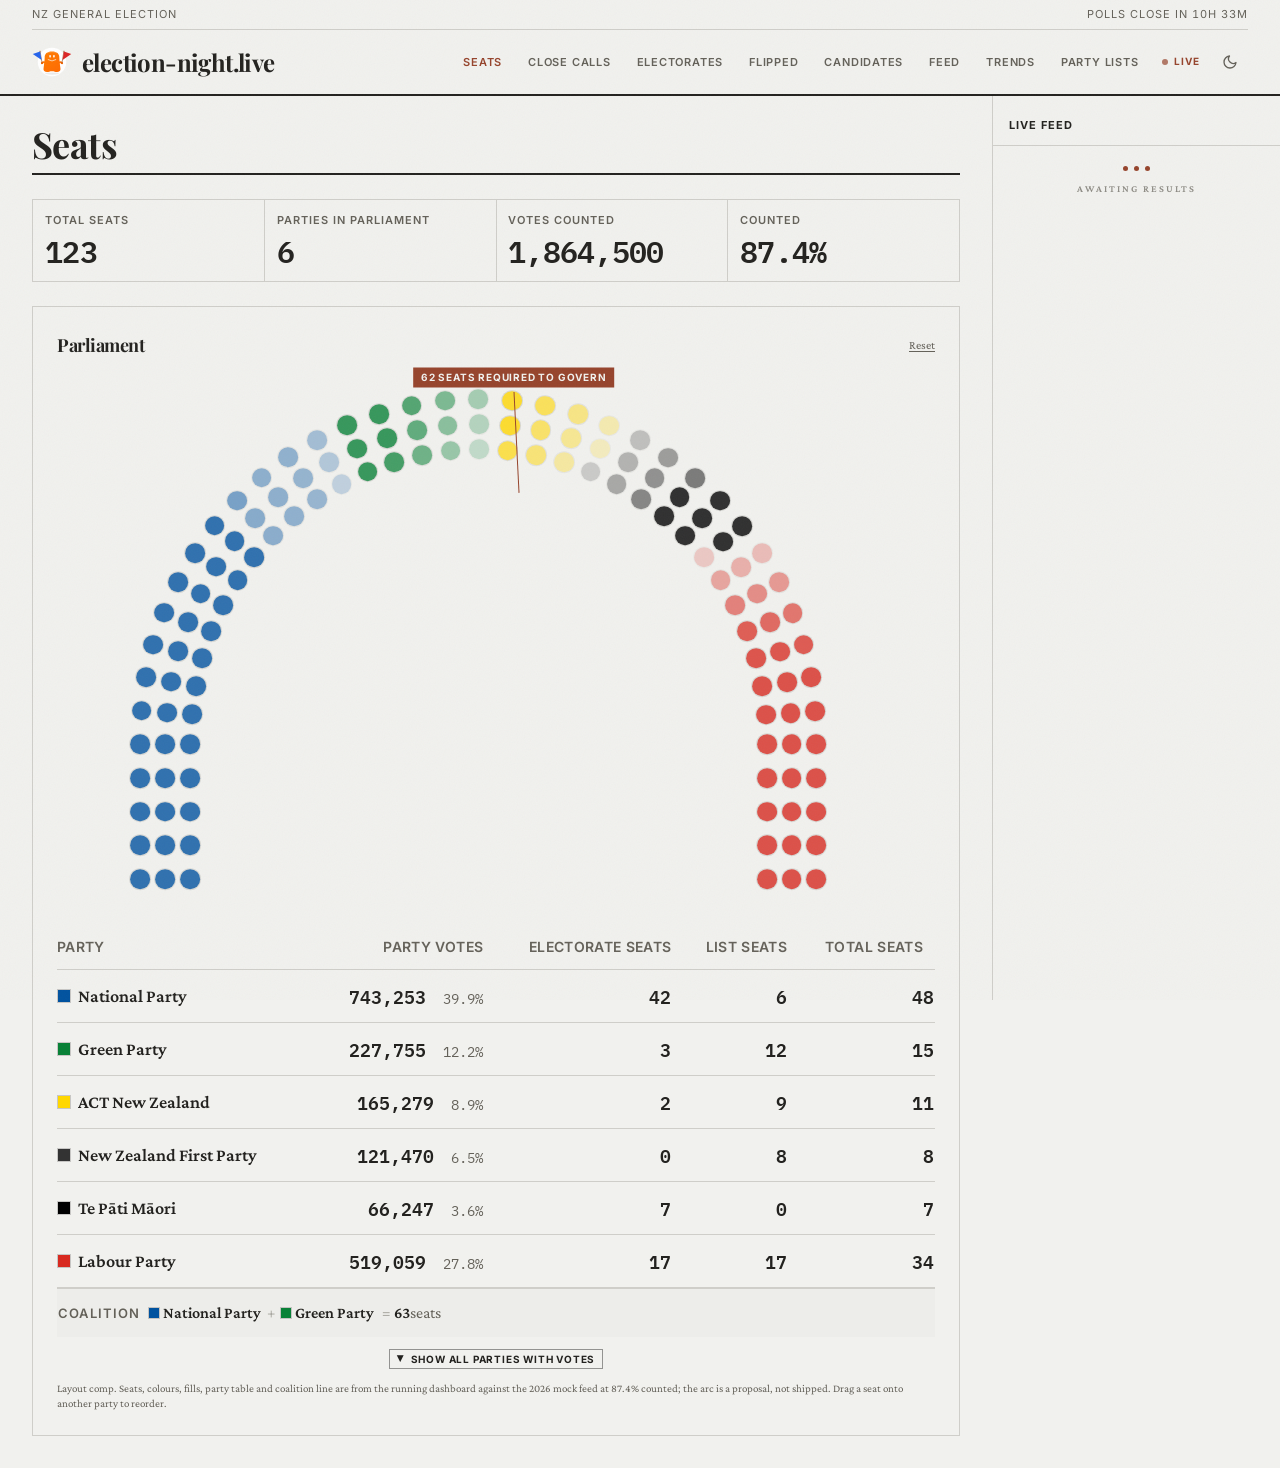 NZ GENERAL ELECTION
POLLS CLOSE IN 10H 33M
election-night.live
SEATS CLOSE CALLS ELECTORATES FLIPPED CANDIDATES FEED TRENDS PARTY LISTS LIVE
Seats
LIVE FEED
AWAITING RESULTS
TOTAL SEATS PARTIES IN PARLIAMENT VOTES COUNTED COUNTED
123 6 1,864,500 87.4%
Parliament
Reset
62 SEATS REQUIRED TO GOVERN
PARTY PARTY VOTES ELECTORATE SEATS LIST SEATS TOTAL SEATS
National Party 743,253 39.9% 42 6 48
Green Party 227,755 12.2% 3 12 15
ACT New Zealand 165,279 8.9% 2 9 11
New Zealand First Party 121,470 6.5% 0 8 8
Te Pāti Māori 66,247 3.6% 7 0 7
Labour Party 519,059 27.8% 17 17 34
COALITION National Party + Green Party = 63seats
▼ SHOW ALL PARTIES WITH VOTES
Layout comp. Seats, colours, fills, party table and coalition line are from the running dashboard against the 2026 mock feed at 87.4% counted; the arc is a proposal, not shipped. Drag a seat onto
another party to reorder.